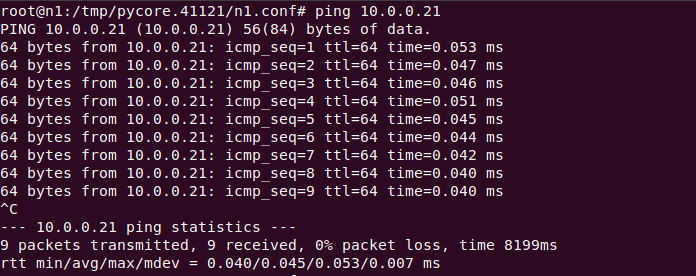 root@n1:/tmp/pycore.41121/n1.conf# ping 10.0.0.21
PING 10.0.0.21 (10.0.0.21) 56(84) bytes of data.
64 bytes from 10.0.0.21: icmp_seq=1 ttl=64 time=0.053 ms
64 bytes from 10.0.0.21: icmp_seq=2 ttl=64 time=0.047 ms
64 bytes from 10.0.0.21: icmp_seq=3 ttl=64 time=0.046 ms
64 bytes from 10.0.0.21: icmp_seq=4 ttl=64 time=0.051 ms
64 bytes from 10.0.0.21: icmp_seq=5 ttl=64 time=0.045 ms
64 bytes from 10.0.0.21: icmp_seq=6 ttl=64 time=0.044 ms
64 bytes from 10.0.0.21: icmp_seq=7 ttl=64 time=0.042 ms
64 bytes from 10.0.0.21: icmp_seq=8 ttl=64 time=0.040 ms
64 bytes from 10.0.0.21: icmp_seq=9 ttl=64 time=0.040 ms
^C
--- 10.0.0.21 ping statistics ---
9 packets transmitted, 9 received, 0% packet loss, time 8199ms
rtt min/avg/max/mdev = 0.040/0.045/0.053/0.007 ms